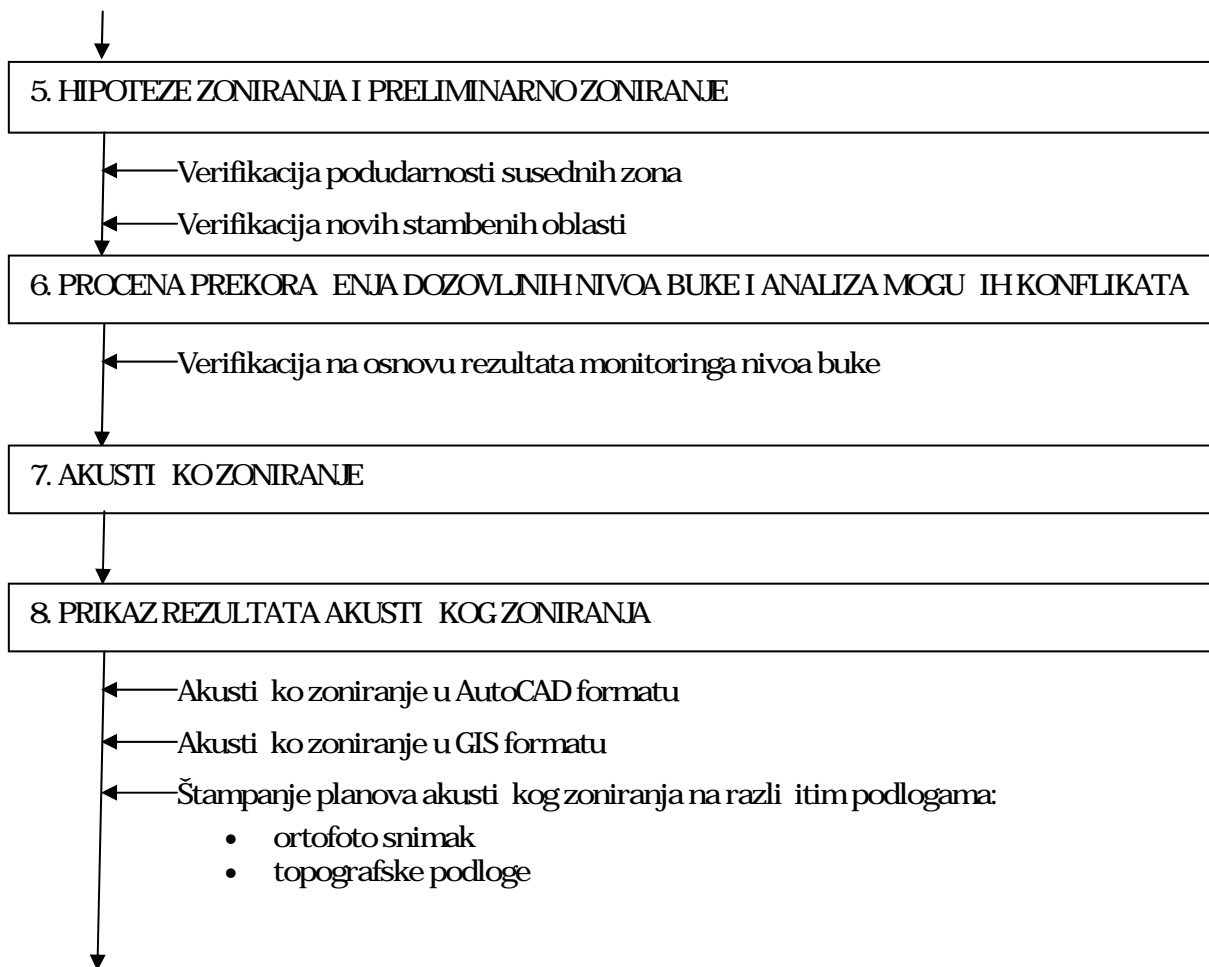 5. HIPOTEZE ZONIRANJA I PRELIMINARNO ZONIRANJE
Verifikacija podudarnosti susednih zona
Verifikacija novih stambenih oblasti
6. PROCENA PREKORA ENJA DOZOVLJNIH NIVOA BUKE I ANALIZA MOGU IH KONFLIKATA
Verifikacija na osnovu rezultata monitoringa nivoa buke
7. AKUSTI KO ZONIRANJE
8. PRIKAZ REZULTATA AKUSTI KOG ZONIRANJA
Akusti ko zoniranje u AutoCAD formatu
Akusti ko zoniranje u GIS formatu
Štampanje planova akusti kog zoniranja na razli itim podlogama:
• ortofoto snimak
• topografske podloge